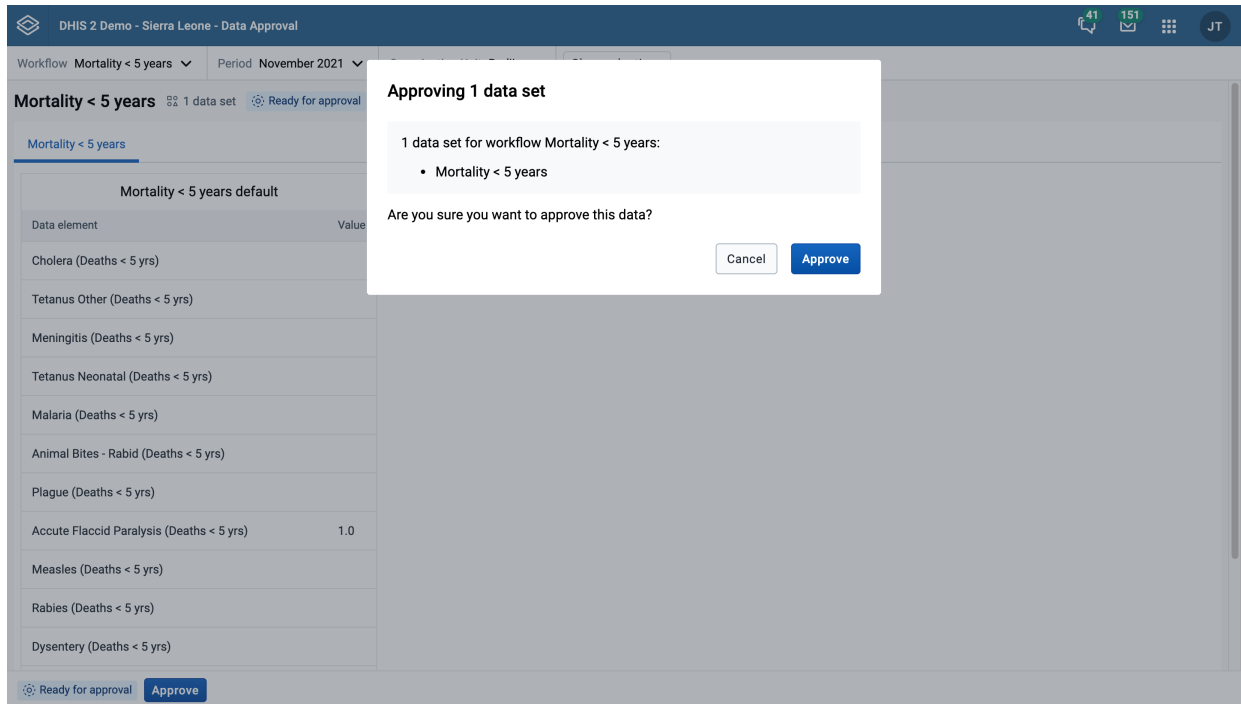 DHIS 2 Demo - Sierra Leone - Data Approval
41
151
JT
Workflow Mortality < 5 years
Period November 2021
Mortality < 5 years 1 data set Ready for approval
Mortality < 5 years
Mortality < 5 years default
Data element Value
Cholera (Deaths < 5 yrs)
Tetanus Other (Deaths < 5 yrs)
Meningitis (Deaths < 5 yrs)
Tetanus Neonatal (Deaths < 5 yrs)
Malaria (Deaths < 5 yrs)
Animal Bites - Rabid (Deaths < 5 yrs)
Plague (Deaths < 5 yrs)
Accute Flaccid Paralysis (Deaths < 5 yrs) 1.0
Measles (Deaths < 5 yrs)
Rabies (Deaths < 5 yrs)
Dysentery (Deaths < 5 yrs)
Ready for approval Approve
Approving 1 data set
1 data set for workflow Mortality < 5 years:
• Mortality < 5 years
Are you sure you want to approve this data?
Cancel Approve